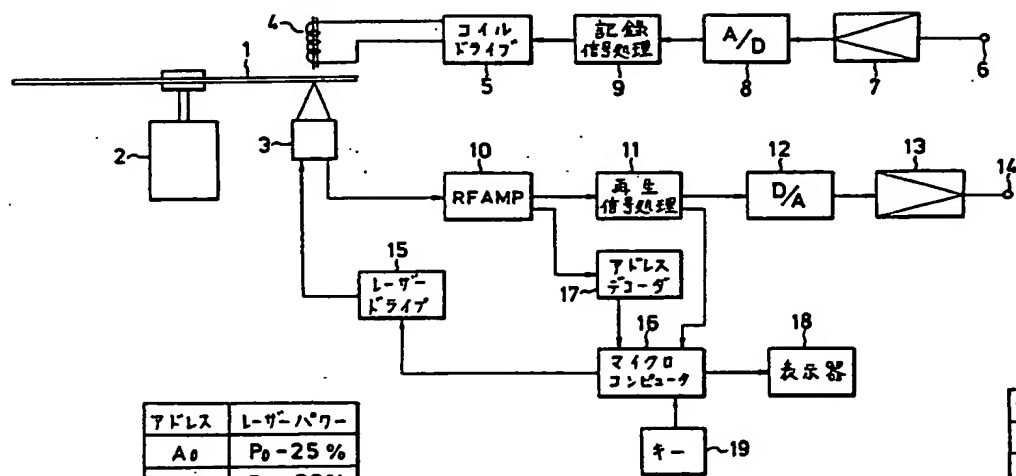 4
1
コイル
ドライブ
5
記録
信号処理
9
A/D
8
7
6
2
3
10
RF AMP
11
再生
信号処理
12
D/A
13
14
15
レーザー
ドライブ
アドレス
デコーダ
17
16
マイクロ
コンピュータ
18
表示器
キー
19
アドレス レーザーパワー
A0 P0-25%